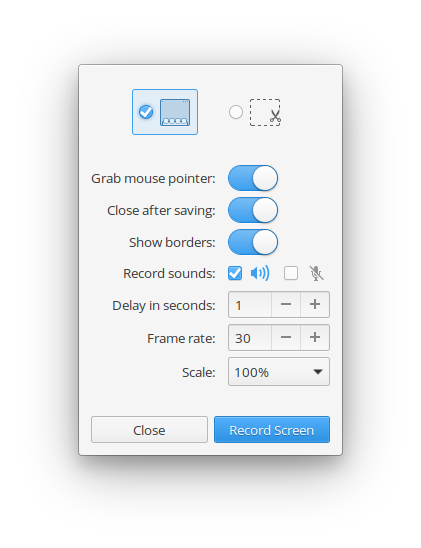 Grab mouse pointer:
Close after saving:
Show borders:
Record sounds:
Delay in seconds: 1
Frame rate: 30
Scale: 100%
Close Record Screen